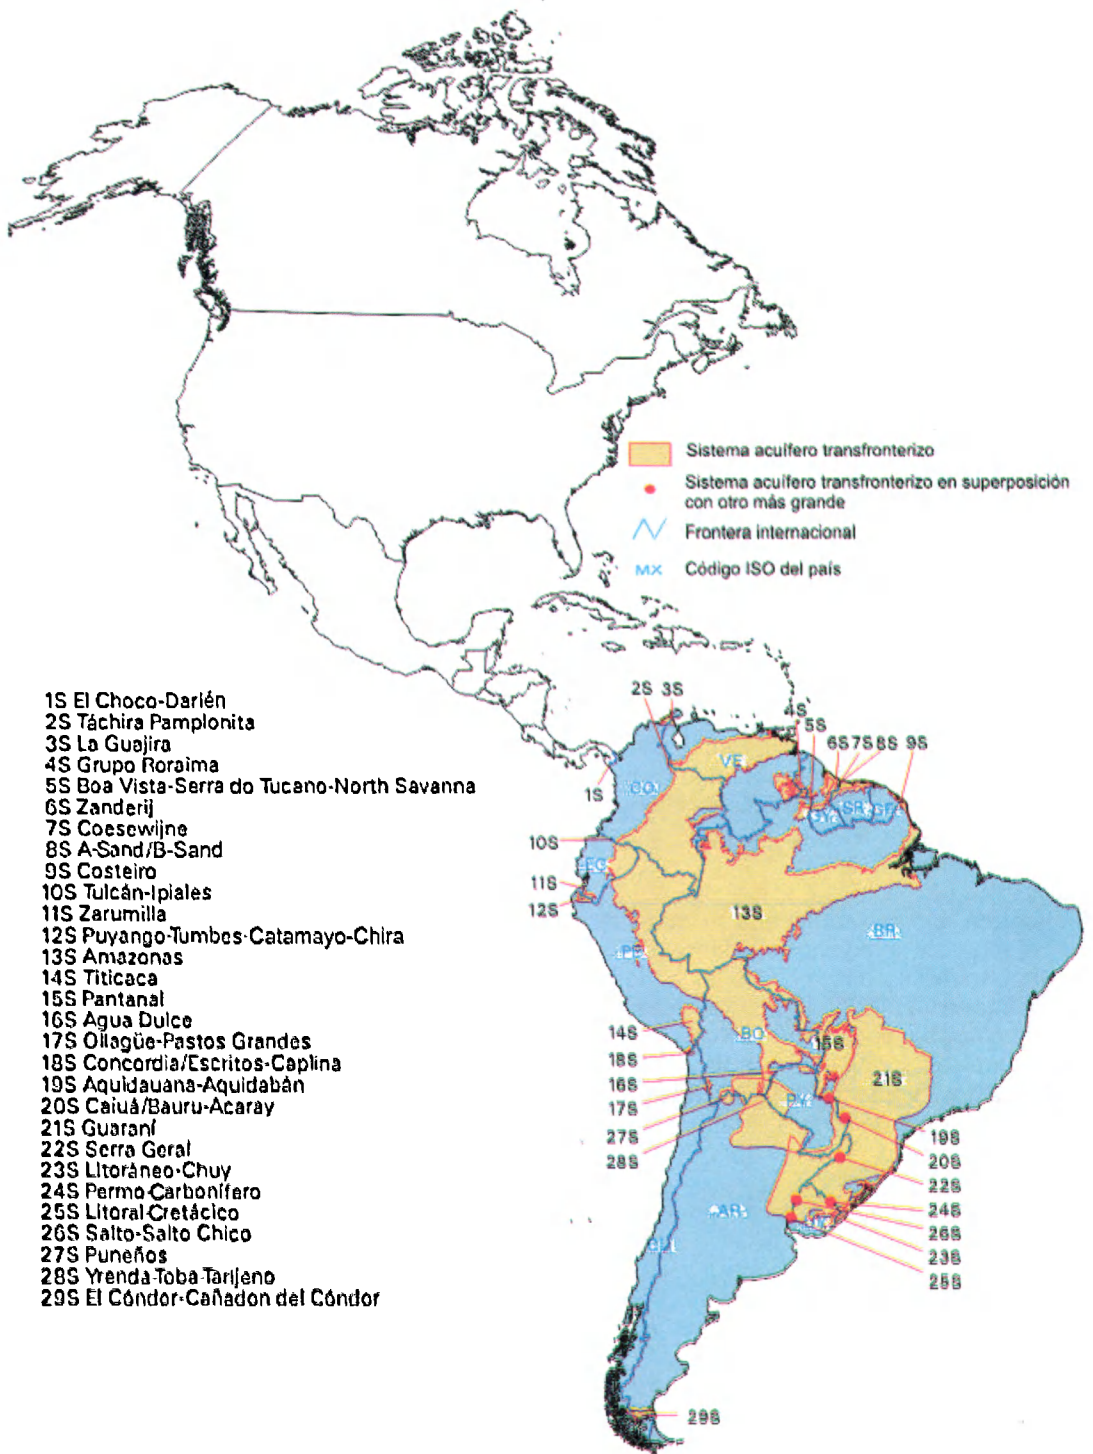 Sistema acuífero transfronterizo
Sistema acuífero transfronterizo en superposición
con otro más grande
Frontera internacional
MX Código ISO del país
1S El Choco-Darién
2S Táchira Pamplonita
3S La Guajira
4S Grupo Roraima
5S Boa Vista-Serra do Tucano-North Savanna
6S Zanderij
7S Coesewijne
8S A-Sand/B-Sand
9S Costeiro
10S Tulcán-Ipiales
11S Zarumilla
12S Puyango-Tumbes-Catamayo-Chira
13S Amazonas
14S Titicaca
15S Pantanal
16S Agua Dulce
17S Ollagüe-Pastos Grandes
18S Concordia/Escritos-Caplina
19S Aquidauana-Aquidabán
20S Caiuá/Bauru-Acaray
21S Guaraní
22S Serra Geral
23S Litoráneo-Chuy
24S Permo-Carbonífero
25S Litoral-Cretácico
26S Salto-Salto Chico
27S Puneños
28S Yrenda-Toba-Tarijeno
29S El Cóndor-Cañadon del Cóndor
2S 3S
4S
5S
6S 7S 8S 9S
1S
VE
CO
GY
SR
GF
10S
EC
11S
12S
13S
BR
PE
14S
BO
15S
18S
16S
17S
21S
PY
27S
28S
19S
20S
22S
24S
26S
23S
25S
AR
UY
CL
29S